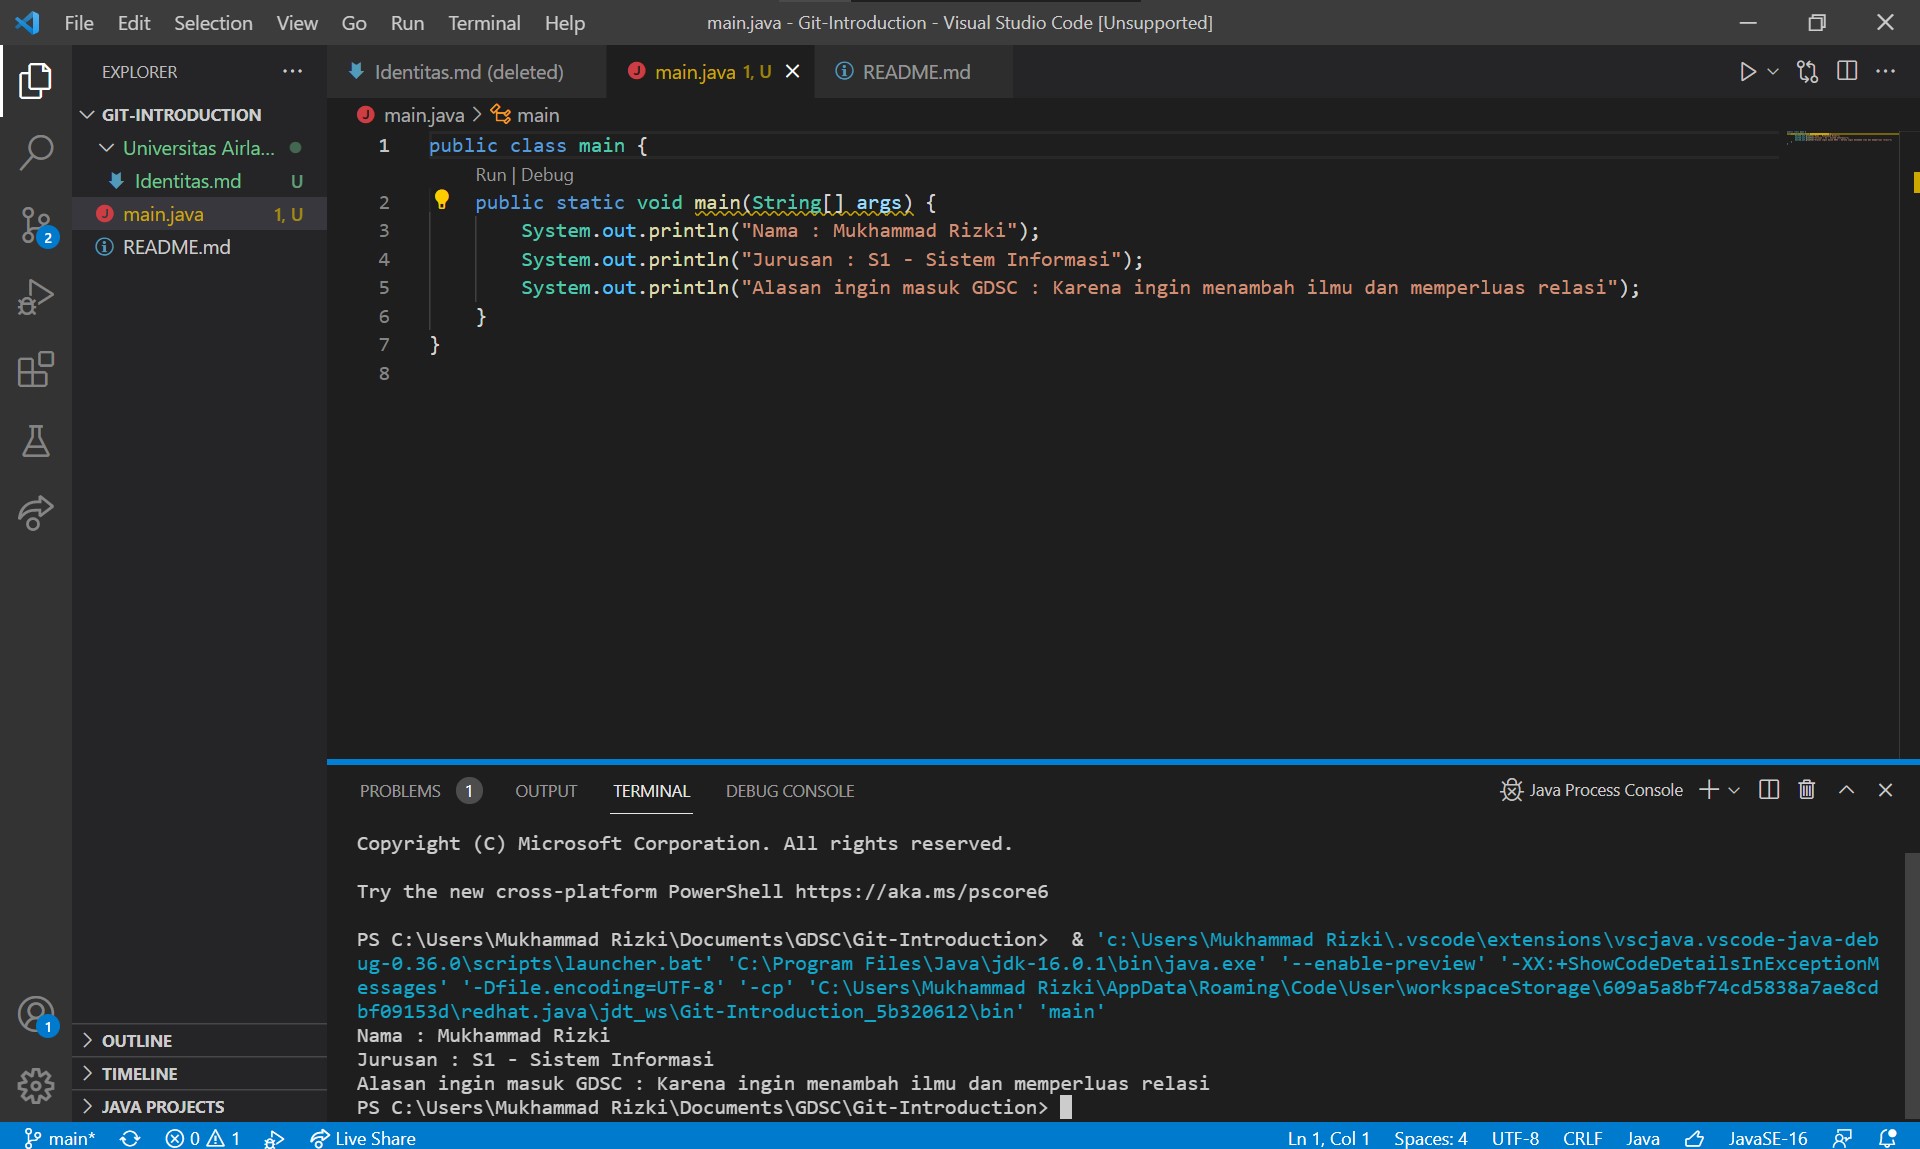 File Edit Selection View Go Run Terminal Help main.java - Git-Introduction - Visual Studio Code [Unsupported]
EXPLORER
GIT-INTRODUCTION
Universitas Airla...
Identitas.md U
main.java 1, U
README.md
2
1
OUTLINE
TIMELINE
JAVA PROJECTS
Identitas.md (deleted) main.java 1, U README.md
main.java > main
1 public class main {
Run | Debug
2 public static void main(String[] args) {
3 System.out.println("Nama : Mukhammad Rizki");
4 System.out.println("Jurusan : S1 - Sistem Informasi");
5 System.out.println("Alasan ingin masuk GDSC : Karena ingin menambah ilmu dan memperluas relasi");
6 }
7 }
8
PROBLEMS 1 OUTPUT TERMINAL DEBUG CONSOLE Java Process Console
Copyright (C) Microsoft Corporation. All rights reserved.
Try the new cross-platform PowerShell https://aka.ms/pscore6
PS C:\Users\Mukhammad Rizki\Documents\GDSC\Git-Introduction>  & 'c:\Users\Mukhammad Rizki\.vscode\extensions\vscjava.vscode-java-deb
ug-0.36.0\scripts\launcher.bat' 'C:\Program Files\Java\jdk-16.0.1\bin\java.exe' '--enable-preview' '-XX:+ShowCodeDetailsInExceptionM
essages' '-Dfile.encoding=UTF-8' '-cp' 'C:\Users\Mukhammad Rizki\AppData\Roaming\Code\User\workspaceStorage\609a5a8bf74cd5838a7ae8cd
bf09153d\redhat.java\jdt_ws\Git-Introduction_5b320612\bin' 'main'
Nama : Mukhammad Rizki
Jurusan : S1 - Sistem Informasi
Alasan ingin masuk GDSC : Karena ingin menambah ilmu dan memperluas relasi
PS C:\Users\Mukhammad Rizki\Documents\GDSC\Git-Introduction>
main* 0 1 Live Share Ln 1, Col 1 Spaces: 4 UTF-8 CRLF Java JavaSE-16